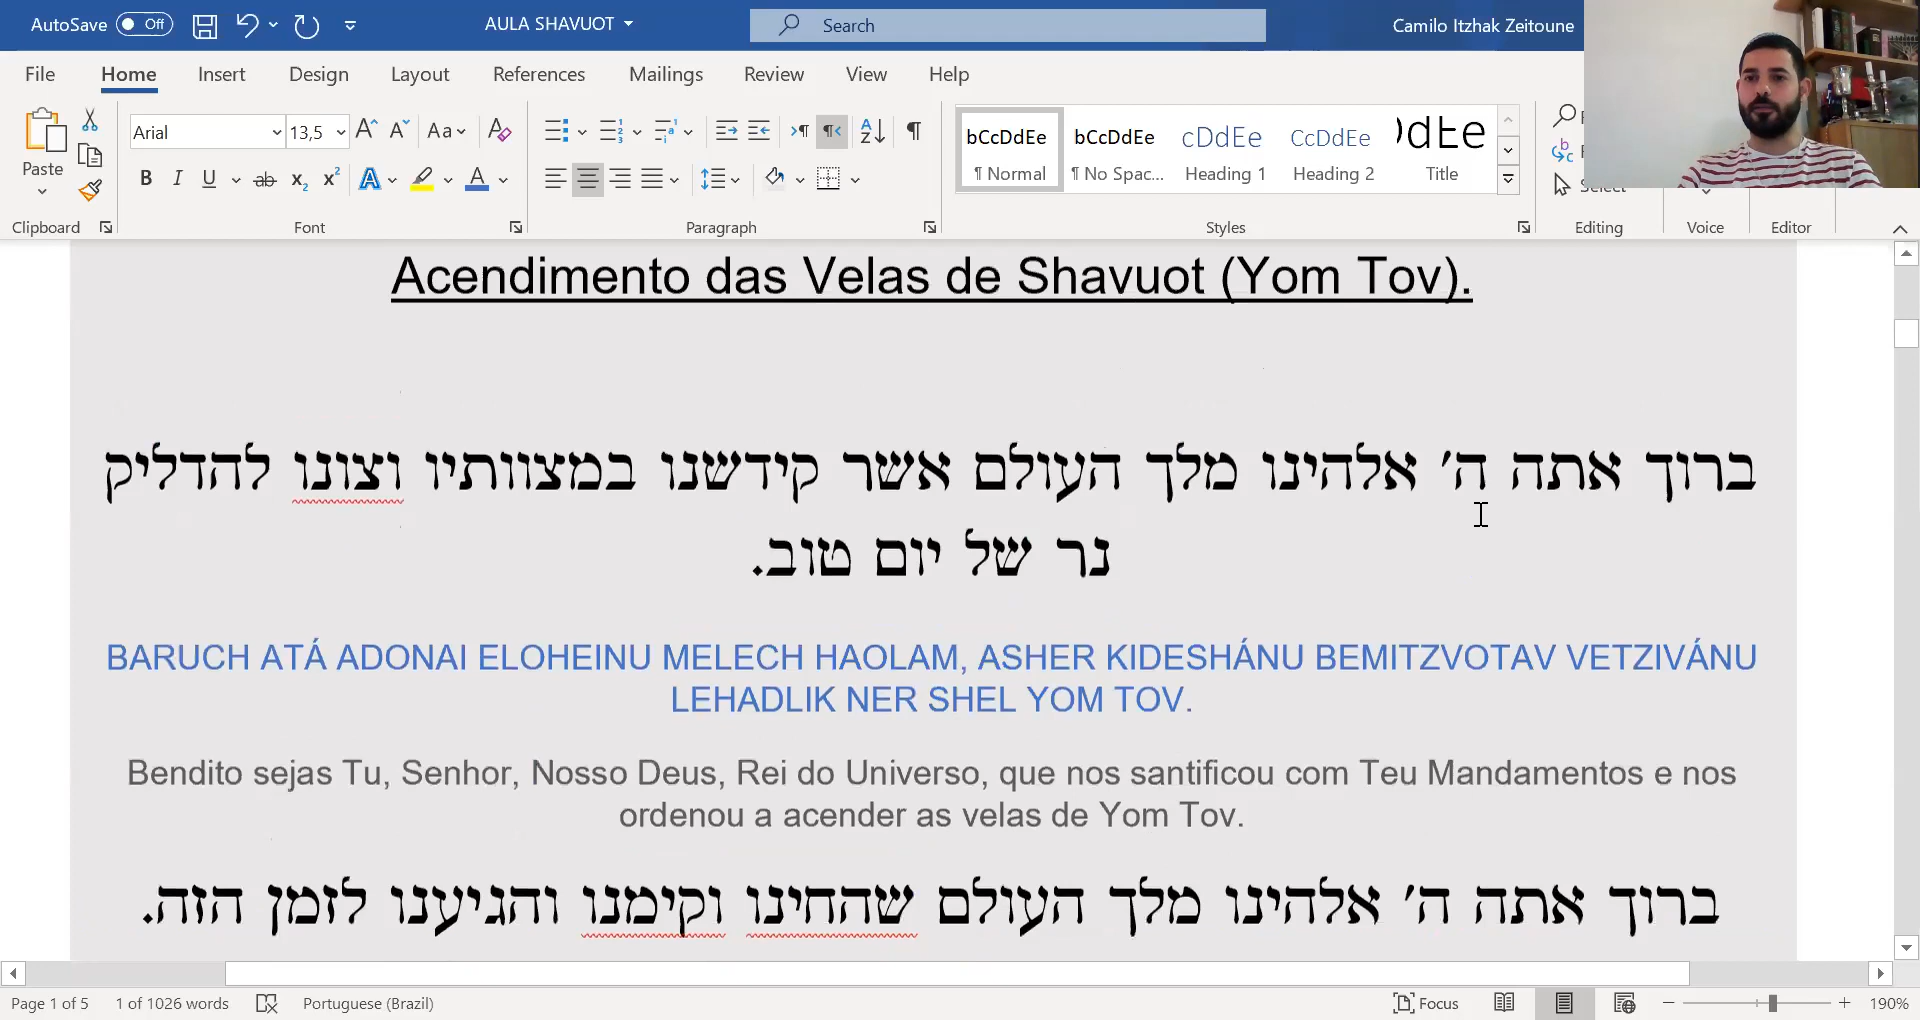 AutoSave Off
AULA SHAVUOT
Search
Camilo Itzhak Zeitoune
File Home Insert Design Layout References Mailings Review View Help
Paste
Arial 13,5
Aa
bCcDdEe bCcDdEe cDdEe CcDdEe
¶ Normal ¶ No Spac... Heading 1 Heading 2 Title
Select
Clipboard Font Paragraph Styles Editing Voice Editor
Acendimento das Velas de Shavuot (Yom Tov).
ברוך אתה ה' אלהינו מלך העולם אשר קידשנו במצוותיו וצונו להדליק
נר של יום טוב.
BARUCH ATÁ ADONAI ELOHEINU MELECH HAOLAM, ASHER KIDESHÁNU BEMITZVOTAV VETZIVÁNU
LEHADLIK NER SHEL YOM TOV.
Bendito sejas Tu, Senhor, Nosso Deus, Rei do Universo, que nos santificou com Teu Mandamentos e nos
ordenou a acender as velas de Yom Tov.
ברוך אתה ה' אלהינו מלך העולם שהחינו וקימנו והגיענו לזמן הזה.
Page 1 of 5 1 of 1026 words Portuguese (Brazil) Focus 190%